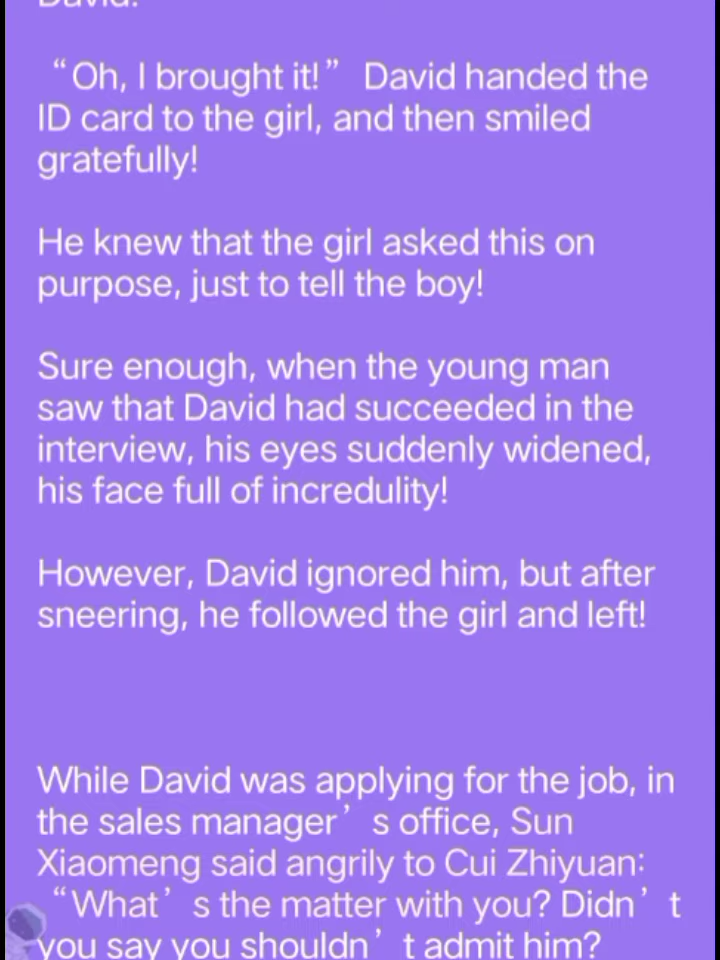 David:
“Oh, I brought it!” David handed the
ID card to the girl, and then smiled
gratefully!
He knew that the girl asked this on
purpose, just to tell the boy!
Sure enough, when the young man
saw that David had succeeded in the
interview, his eyes suddenly widened,
his face full of incredulity!
However, David ignored him, but after
sneering, he followed the girl and left!
While David was applying for the job, in
the sales manager’s office, Sun
Xiaomeng said angrily to Cui Zhiyuan:
“What’s the matter with you? Didn’t
you say you shouldn’t admit him?